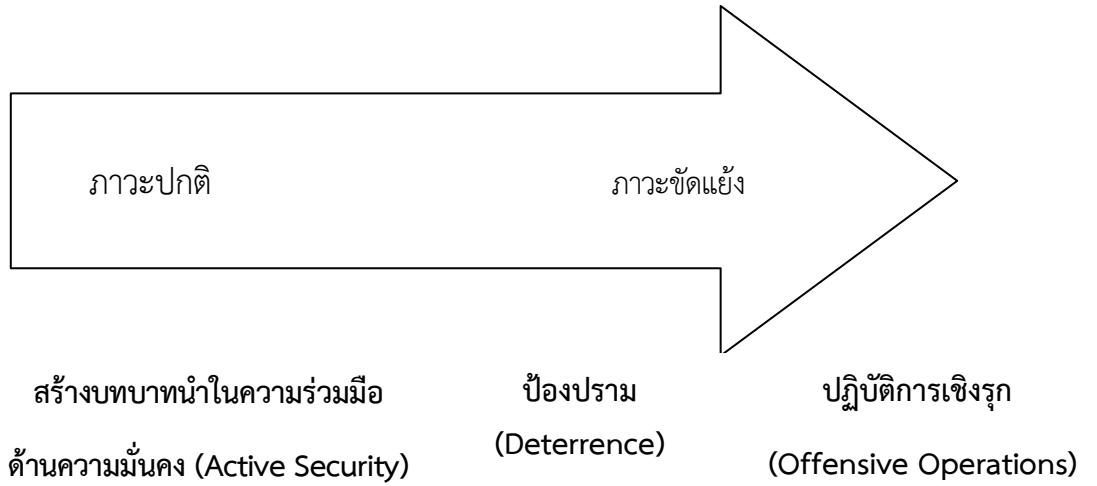 ภาวะปกติ
ภาวะขัดแย้ง
สร้างบทบาทนำในความร่วมมือ
ด้านความมั่นคง (Active Security)
ป้องปราม
(Deterrence)
ปฏิบัติการเชิงรุก
(Offensive Operations)